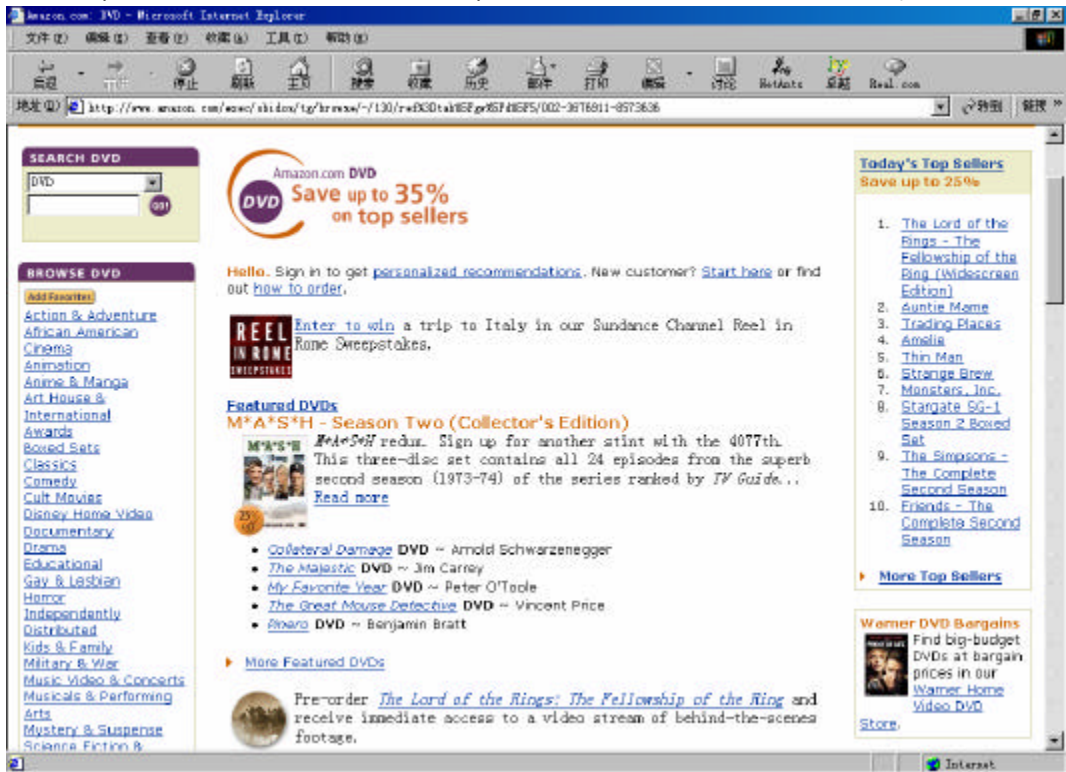 Amazon.com: DVD - Microsoft Internet Explorer
文件(F) 编辑(E) 查看(V) 收藏(A) 工具(T) 帮助(H)
后退 停止 刷新 主页 搜索 收藏 历史 邮件 打印 编辑 讨论 HotAnts 卓越 Real.com
地址(D) 转到 链接 »
SEARCH DVD
DVD
GO!
BROWSE DVD
Add Favorites
Action & Adventure
African American
Cinema
Animation
Anime & Manga
Art House &
International
Awards
Boxed Sets
Classics
Comedy
Cult Movies
Disney Home Video
Documentary
Drama
Educational
Gay & Lesbian
Horror
Independently
Distributed
Kids & Family
Military & War
Music Video & Concerts
Musicals & Performing
Arts
Mystery & Suspense
Science Fiction &
DVD
Amazon.com DVD
Save up to 35%
on top sellers
Hello. Sign in to get personalized recommendations. New customer? Start here or find
out how to order.
REEL
IN ROME
SWEEPSTAKES
Enter to win a trip to Italy in our Sundance Channel Reel in
Rome Sweepstakes.
Featured DVDs
M*A*S*H - Season Two (Collector's Edition)
M*A*S*H
25%
off
M*A*S*H redux. Sign up for another stint with the 4077th.
This three-disc set contains all 24 episodes from the superb
second season (1973-74) of the series ranked by TV Guide...
Read more
• Collateral Damage DVD ~ Arnold Schwarzenegger
• The Majestic DVD ~ Jim Carrey
• My Favorite Year DVD ~ Peter O'Toole
• The Great Mouse Detective DVD ~ Vincent Price
• Pinero DVD ~ Benjamin Bratt
More Featured DVDs
Pre-order The Lord of the Rings: The Fellowship of the Ring and
receive immediate access to a video stream of behind-the-scenes
footage.
Today's Top Sellers
Save up to 25%
1. The Lord of the
Rings - The
Fellowship of the
Ring (Widescreen
Edition)
2. Auntie Mame
3. Trading Places
4. Amelie
5. Thin Man
6. Strange Brew
7. Monsters, Inc.
8. Stargate SG-1
Season 2 Boxed
Set
9. The Simpsons -
The Complete
Second Season
10. Friends - The
Complete Second
Season
More Top Sellers
Warner DVD Bargains
Find big-budget
DVDs at bargain
prices in our
Warner Home
Video DVD
Store.
Internet